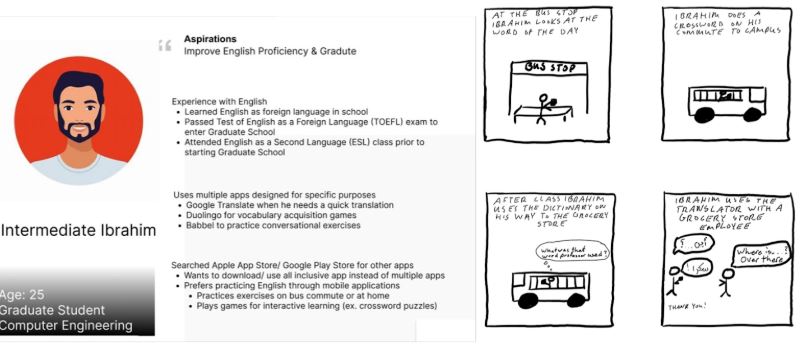 Aspirations
Improve English Proficiency & Gradute
Experience with English
Learned English as foreign language in school
Passed Test of English as a Foreign Language (TOEFL) exam to
enter Graduate School
Attended English as a Second Language (ESL) class prior to
starting Graduate School
Uses multiple apps designed for specific purposes
Google Translate when he needs a quick translation
Duolingo for vocabulary acquisition games
Babbel to practice conversational exercises
Searched Apple App Store/ Google Play Store for other apps
Wants to download/ use all inclusive app instead of multiple apps
Prefers practicing English through mobile applications
Practices exercises on bus commute or at home
Plays games for interactive learning (ex. crossword puzzles)
Intermediate Ibrahim
Age: 25
Graduate Student
Computer Engineering
AT THE BUS STOP
IBRAHIM LOOKS AT THE
WORD OF THE DAY
BUS STOP
IBRAHIM DOES A
CROSSWORD ON HIS
COMMUTE TO CAMPUS
AFTER CLASS IBRAHIM
USES THE DICTIONARY ON
HIS WAY TO THE GROCERY
STORE
What was that
word professor used?
IBRAHIM USES THE
TRANSLATOR WITH A
GROCERY STORE
EMPLOYEE
Where is...?
Over there
THANK YOU!